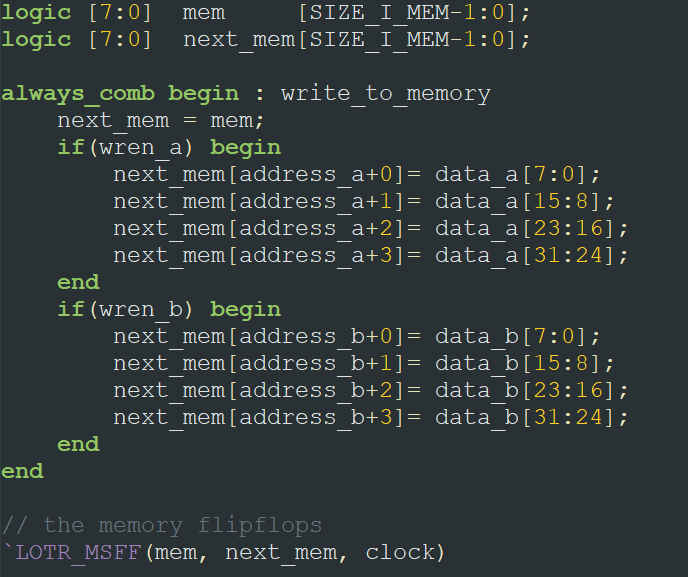 logic [7:0]  mem     [SIZE_I_MEM-1:0];
logic [7:0]  next_mem[SIZE_I_MEM-1:0];

always_comb begin : write_to_memory
    next_mem = mem;
    if(wren_a) begin
        next_mem[address_a+0]= data_a[7:0];
        next_mem[address_a+1]= data_a[15:8];
        next_mem[address_a+2]= data_a[23:16];
        next_mem[address_a+3]= data_a[31:24];
    end
    if(wren_b) begin
        next_mem[address_b+0]= data_b[7:0];
        next_mem[address_b+1]= data_b[15:8];
        next_mem[address_b+2]= data_b[23:16];
        next_mem[address_b+3]= data_b[31:24];
    end
end

// the memory flipflops
`LOTR_MSFF(mem, next_mem, clock)